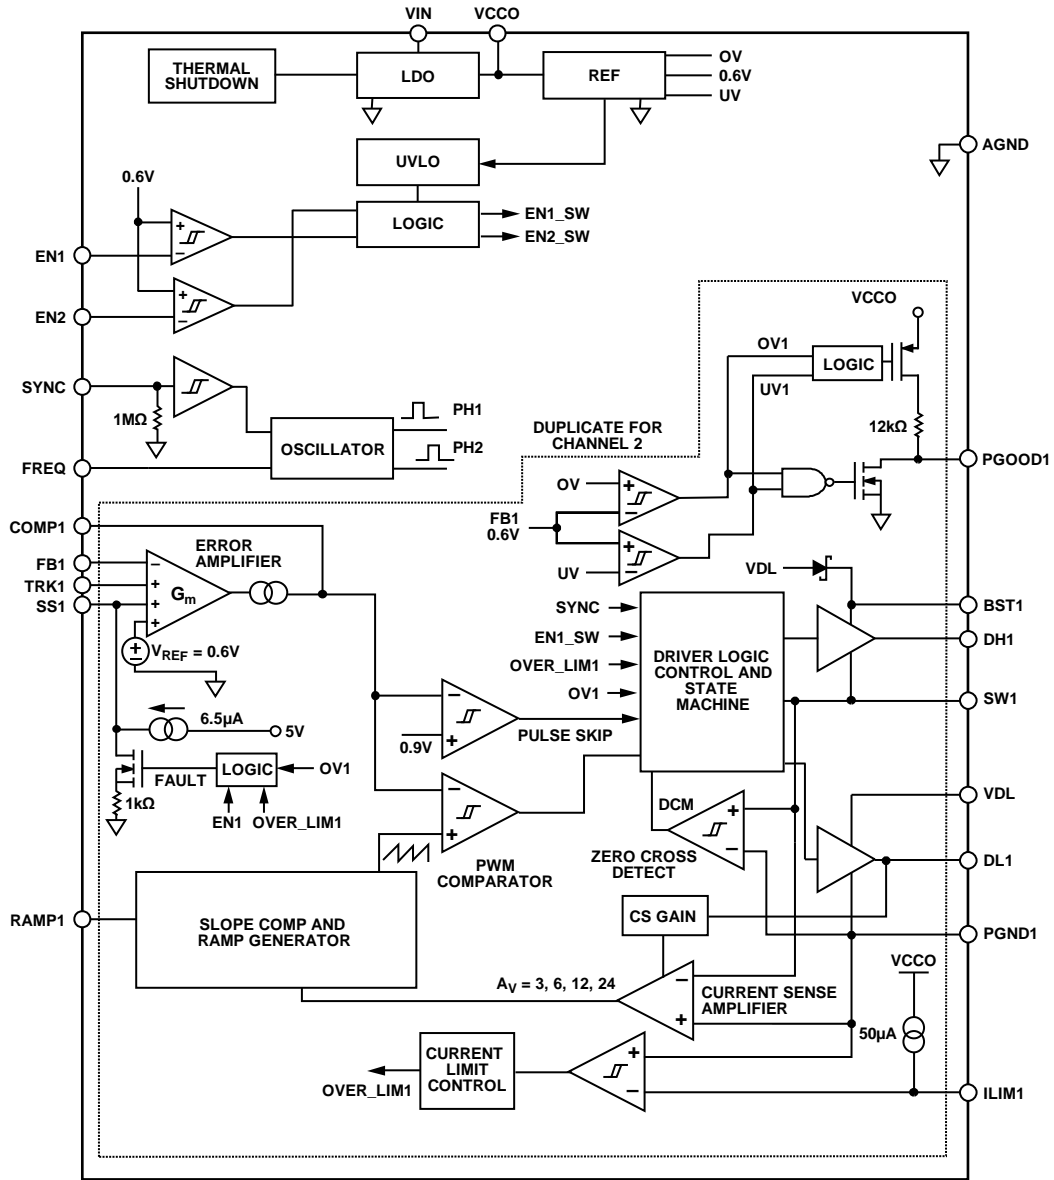 VIN
VCCO
THERMAL
SHUTDOWN
LDO
REF
OV
0.6V
UV
AGND
UVLO
0.6V
LOGIC
EN1_SW
EN2_SW
+
−
EN1
+
−
EN2
VCCO
OV1
LOGIC
UV1
SYNC
1MΩ
PH1
OSCILLATOR
PH2
FREQ
DUPLICATE FOR
CHANNEL 2
12kΩ
PGOOD1
OV
+
−
FB1
0.6V
+
−
UV
COMP1
ERROR
AMPLIFIER
FB1
−
TRK1
+
Gm
SS1
+
+
+
−
VREF = 0.6V
VDL
BST1
SYNC
EN1_SW
OVER_LIM1
OV1
DRIVER LOGIC
CONTROL AND
STATE
MACHINE
DH1
SW1
6.5µA
5V
−
0.9V
+
PULSE SKIP
LOGIC
OV1
FAULT
1kΩ
EN1
OVER_LIM1
−
+
PWM
COMPARATOR
DCM
+
−
ZERO CROSS
DETECT
VDL
DL1
RAMP1
SLOPE COMP AND
RAMP GENERATOR
CS GAIN
PGND1
AV = 3, 6, 12, 24
−
+
CURRENT SENSE
AMPLIFIER
VCCO
50µA
CURRENT
LIMIT
CONTROL
OVER_LIM1
+
−
ILIM1